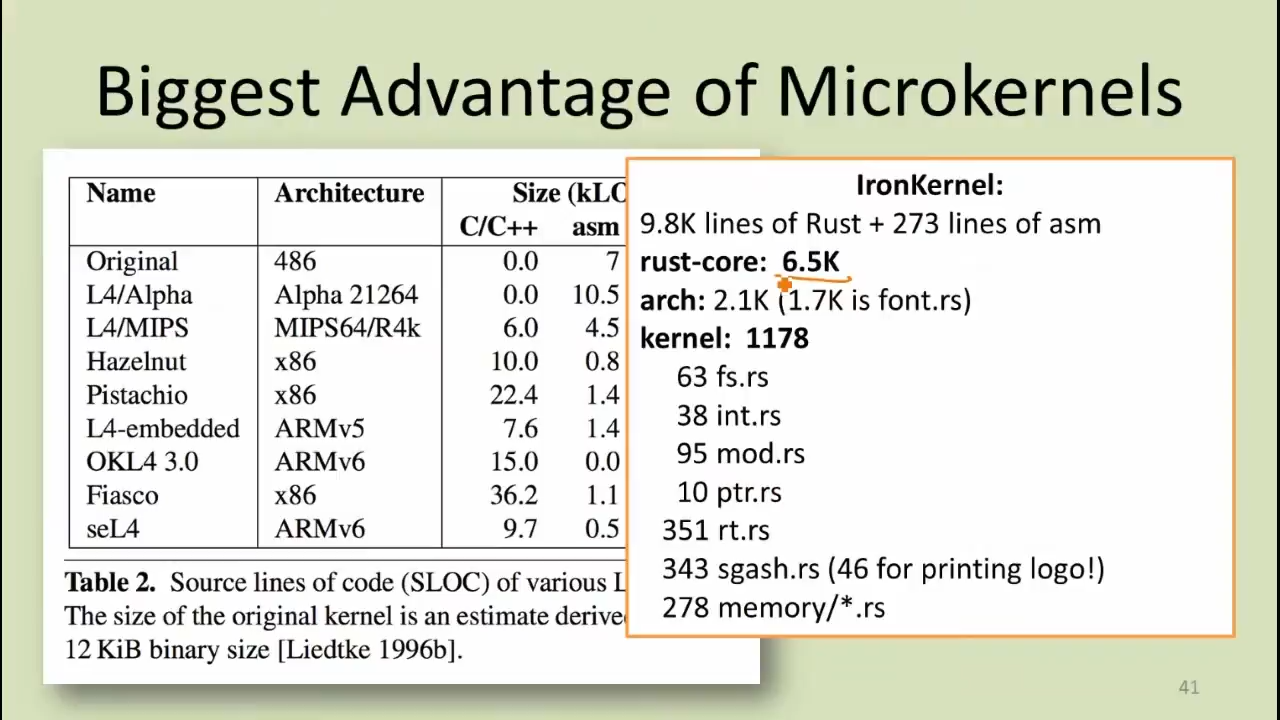 Biggest Advantage of Microkernels
Name Architecture Size (kLO
C/C++ asm
Original 486 0.0 7
L4/Alpha Alpha 21264 0.0 10.5
L4/MIPS MIPS64/R4k 6.0 4.5
Hazelnut x86 10.0 0.8
Pistachio x86 22.4 1.4
L4-embedded ARMv5 7.6 1.4
OKL4 3.0 ARMv6 15.0 0.0
Fiasco x86 36.2 1.1
seL4 ARMv6 9.7 0.5
Table 2. Source lines of code (SLOC) of various L
The size of the original kernel is an estimate derive
12 KiB binary size [Liedtke 1996b].
IronKernel:
9.8K lines of Rust + 273 lines of asm
rust-core: 6.5K
arch: 2.1K (1.7K is font.rs)
kernel: 1178
63 fs.rs
38 int.rs
95 mod.rs
10 ptr.rs
351 rt.rs
343 sgash.rs (46 for printing logo!)
278 memory/*.rs
41